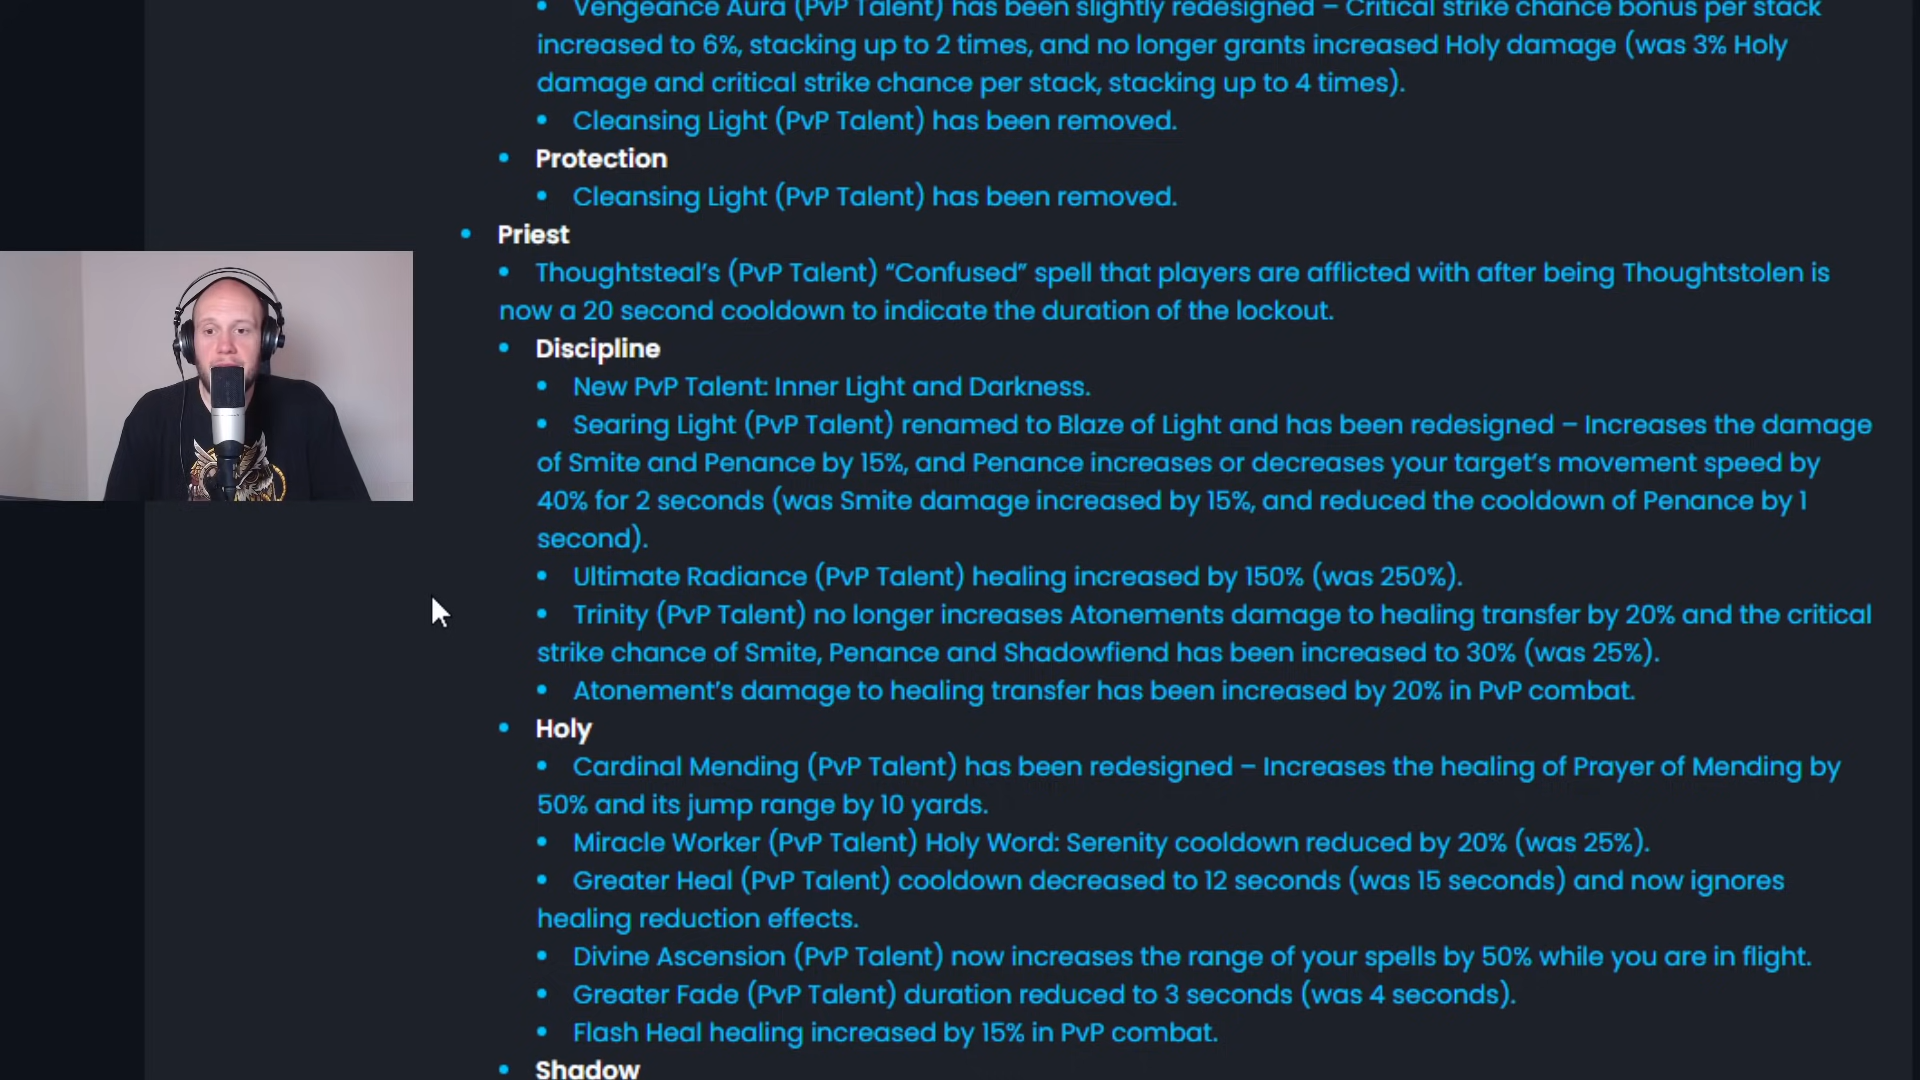 Vengeance Aura (PvP Talent) has been slightly redesigned – Critical strike chance bonus per stack
increased to 6%, stacking up to 2 times, and no longer grants increased Holy damage (was 3% Holy
damage and critical strike chance per stack, stacking up to 4 times).
Cleansing Light (PvP Talent) has been removed.
Protection
Cleansing Light (PvP Talent) has been removed.
Priest
Thoughtsteal’s (PvP Talent) “Confused” spell that players are afflicted with after being Thoughtstolen is
now a 20 second cooldown to indicate the duration of the lockout.
Discipline
New PvP Talent: Inner Light and Darkness.
Searing Light (PvP Talent) renamed to Blaze of Light and has been redesigned – Increases the damage
of Smite and Penance by 15%, and Penance increases or decreases your target’s movement speed by
40% for 2 seconds (was Smite damage increased by 15%, and reduced the cooldown of Penance by 1
second).
Ultimate Radiance (PvP Talent) healing increased by 150% (was 250%).
Trinity (PvP Talent) no longer increases Atonements damage to healing transfer by 20% and the critical
strike chance of Smite, Penance and Shadowfiend has been increased to 30% (was 25%).
Atonement’s damage to healing transfer has been increased by 20% in PvP combat.
Holy
Cardinal Mending (PvP Talent) has been redesigned – Increases the healing of Prayer of Mending by
50% and its jump range by 10 yards.
Miracle Worker (PvP Talent) Holy Word: Serenity cooldown reduced by 20% (was 25%).
Greater Heal (PvP Talent) cooldown decreased to 12 seconds (was 15 seconds) and now ignores
healing reduction effects.
Divine Ascension (PvP Talent) now increases the range of your spells by 50% while you are in flight.
Greater Fade (PvP Talent) duration reduced to 3 seconds (was 4 seconds).
Flash Heal healing increased by 15% in PvP combat.
Shadow